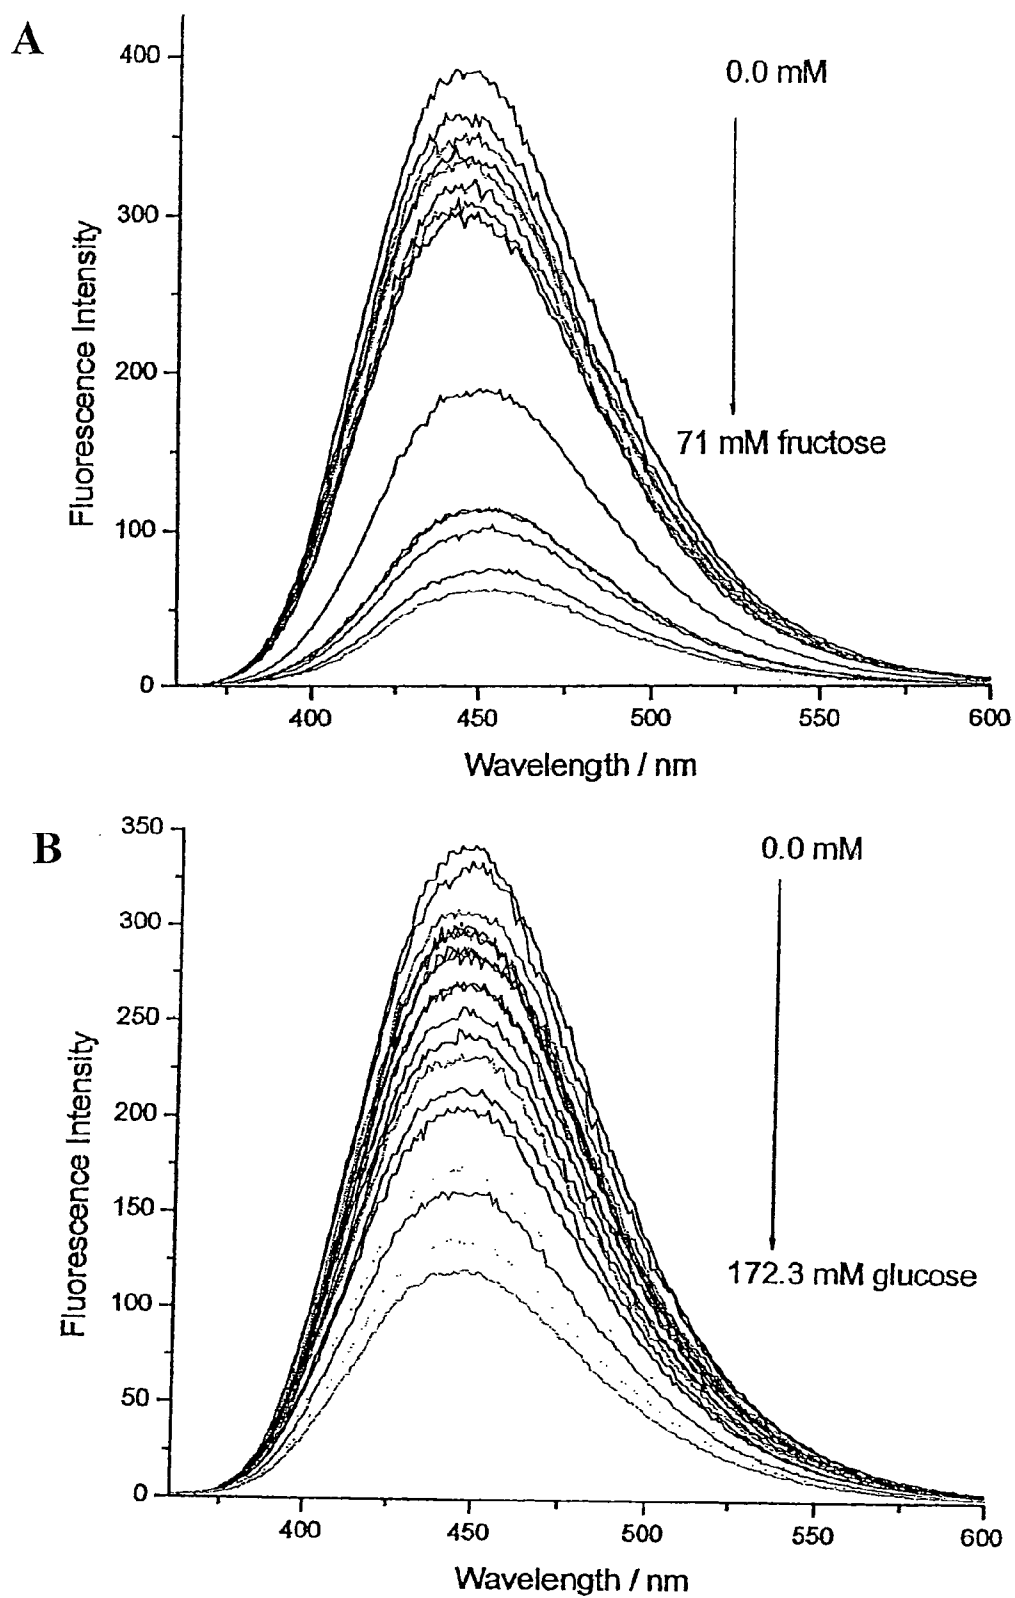 A
400
300
200
100
0
Fluorescence Intensity
0.0 mM
71 mM fructose
400 450 500 550 600
Wavelength / nm
B
350
300
250
200
150
100
50
0
Fluorescence Intensity
0.0 mM
172.3 mM glucose
400 450 500 550 600
Wavelength / nm